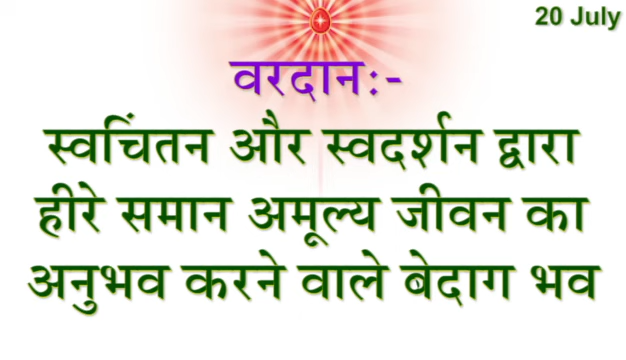 20 July
वरदान:-
स्वचिंतन और स्वदर्शन द्वारा
हीरे समान अमूल्य जीवन का
अनुभव करने वाले बेदाग भव